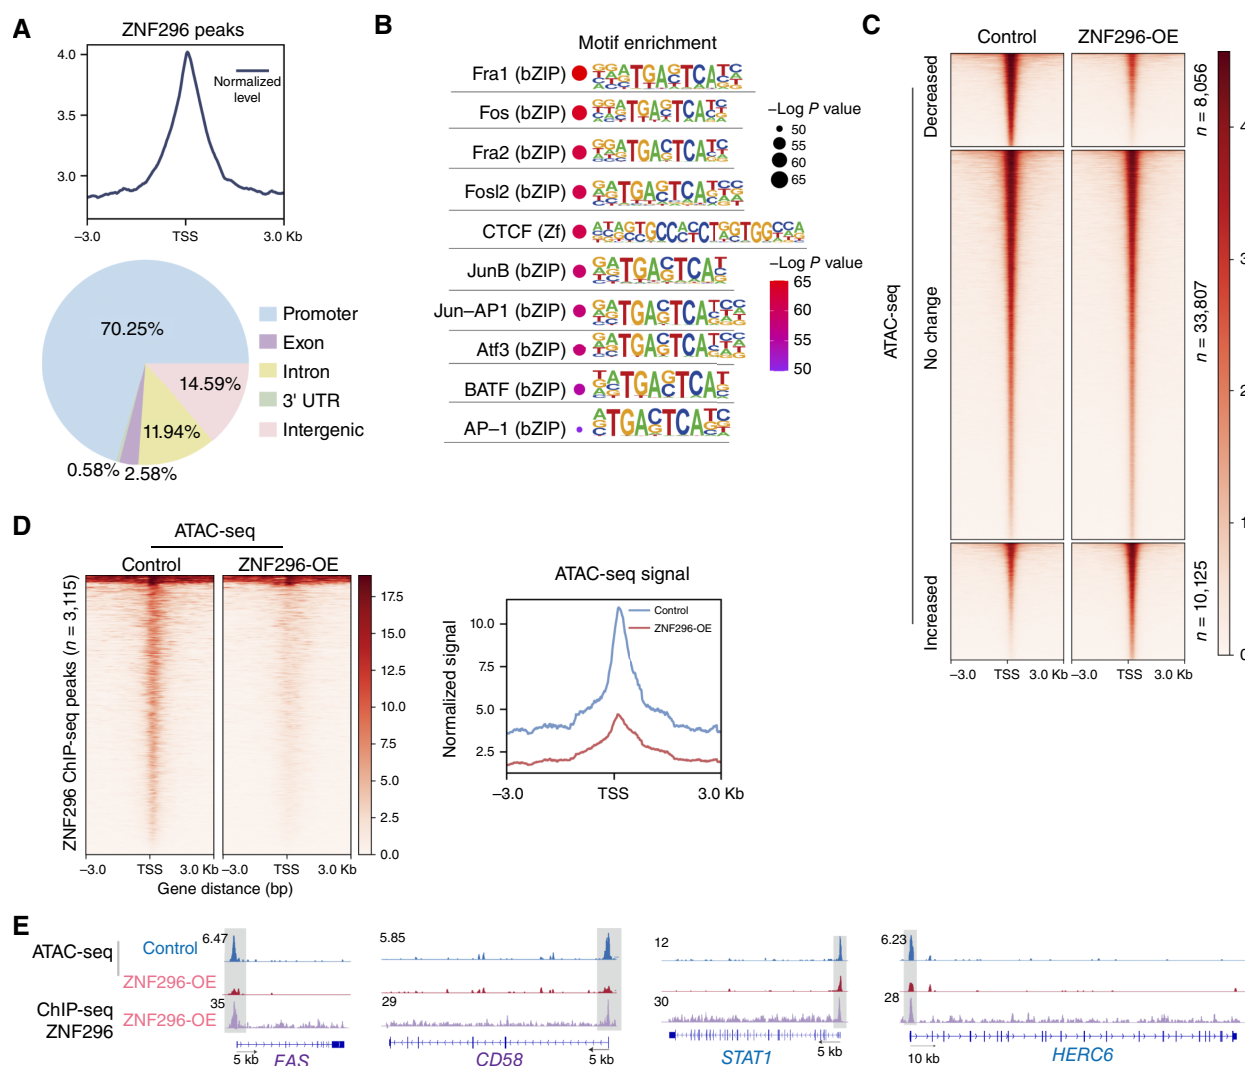 A
ZNF296 peaks
4.0
3.5
3.0
Normalized
level
–3.0
TSS
3.0 Kb
70.25%
14.59%
11.94%
0.58%
2.58%
Promoter
Exon
Intron
3' UTR
Intergenic
B
Motif enrichment
Fra1 (bZIP)
Fos (bZIP)
Fra2 (bZIP)
Fosl2 (bZIP)
CTCF (Zf)
JunB (bZIP)
Jun–AP1 (bZIP)
Atf3 (bZIP)
BATF (bZIP)
AP–1 (bZIP)
–Log P value
50
55
60
65
–Log P value
65
60
55
50
C
Control
ZNF296-OE
ATAC-seq
Decreased
No change
Increased
n = 8,056
n = 33,807
n = 10,125
–3.0
TSS
3.0 Kb
–3.0
TSS
3.0 Kb
4
3
2
1
0
D
ATAC-seq
Control
ZNF296-OE
ZNF296 ChIP-seq peaks (n = 3,115)
–3.0
TSS
3.0 Kb
–3.0
TSS
3.0 Kb
Gene distance (bp)
17.5
15.0
12.5
10.0
7.5
5.0
2.5
0.0
ATAC-seq signal
Normalized signal
10.0
7.5
5.0
2.5
Control
ZNF296-OE
–3.0
TSS
3.0 Kb
E
ATAC-seq
Control
ZNF296-OE
ChIP-seq
ZNF296
ZNF296-OE
6.47
35
5 kb
FAS
5.85
29
CD58
5 kb
12
30
STAT1
5 kb
6.23
28
10 kb
HERC6